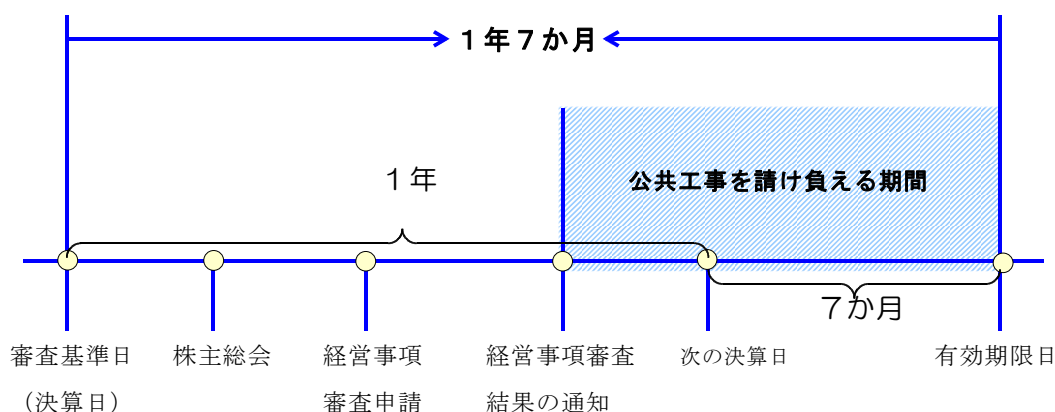 １年７か月
１年
公共工事を請け負える期間
７か月
審査基準日
（決算日）
株主総会
経営事項
審査申請
経営事項審査
結果の通知
次の決算日
有効期限日